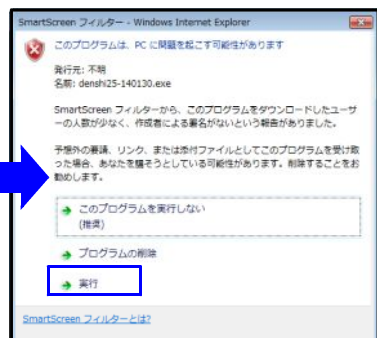 SmartScreen フィルター - Windows Internet Explorer
このプログラムは、PC に問題を起こす可能性があります
発行元: 不明
名前: denshi25-140130.exe
SmartScreen フィルターから、このプログラムをダウンロードしたユーザ
ーの人数が少なく、作成者による署名がないという報告がありました。
予想外の要請、リンク、または添付ファイルとしてこのプログラムを受け取
った場合、あなたを騙そうとしている可能性があります。削除することをお
勧めします。
このプログラムを実行しない
(推奨)
プログラムの削除
実行
SmartScreen フィルターとは?